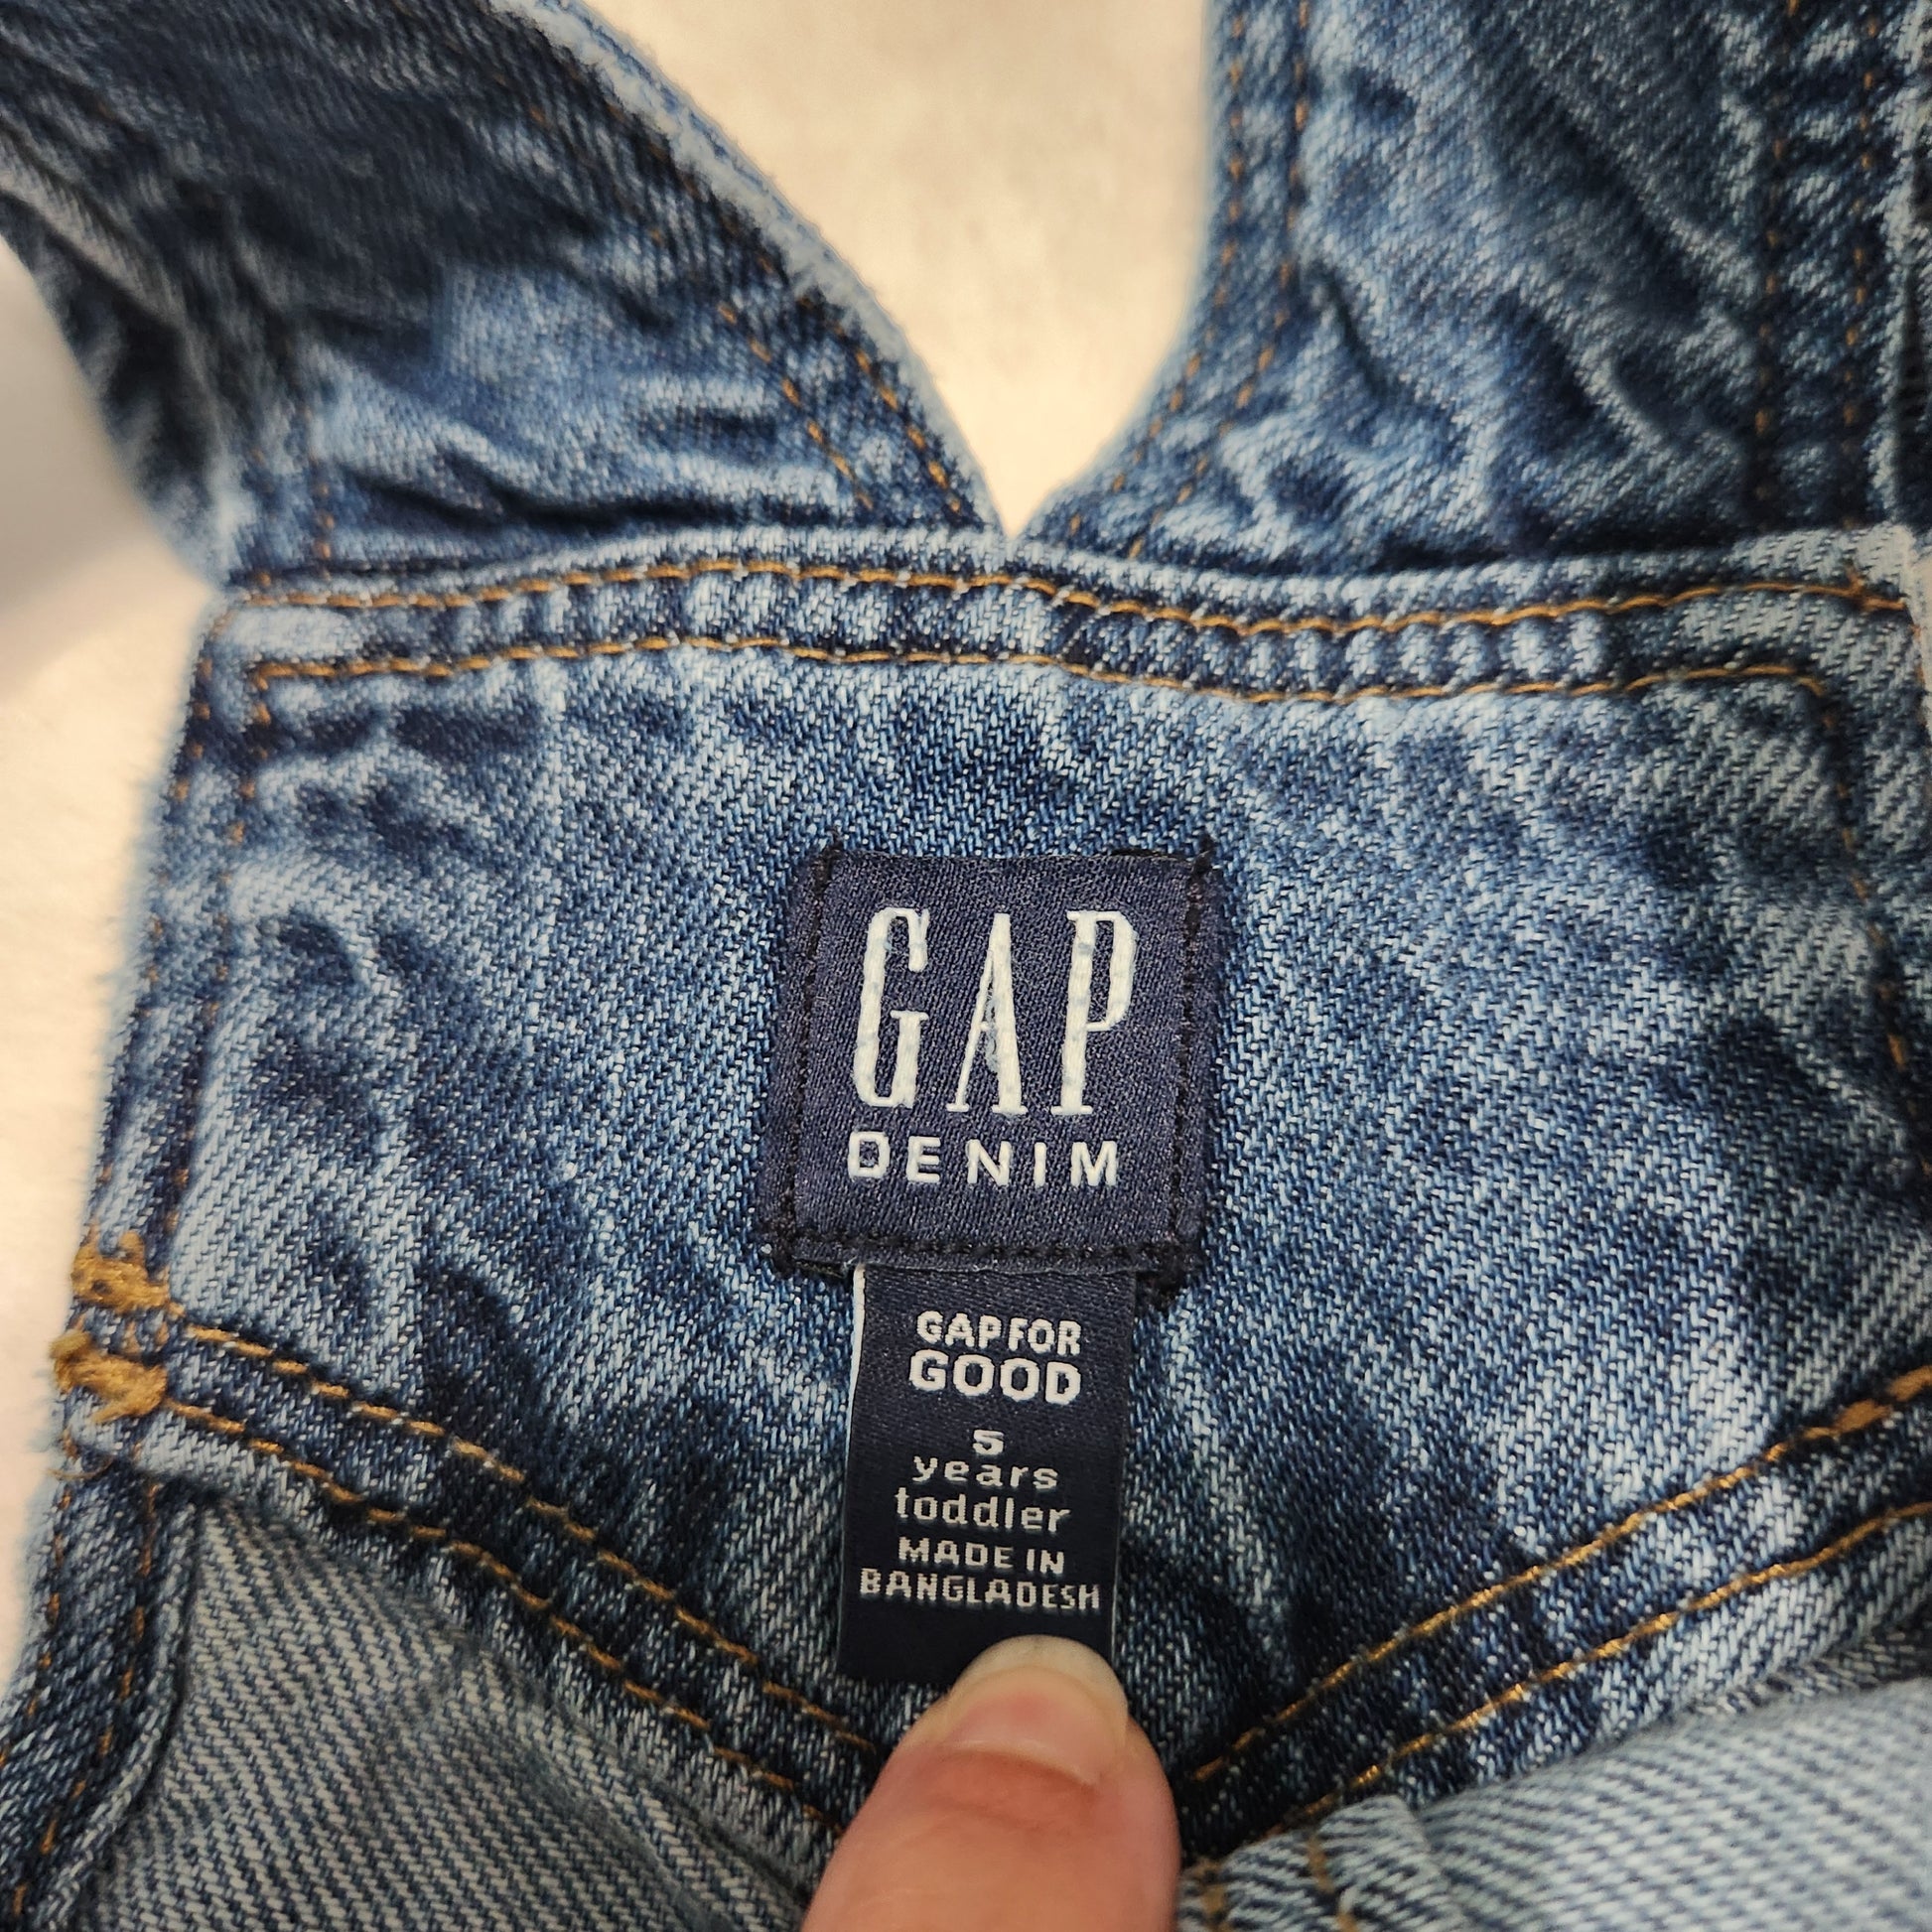 GAP
DENIM
GAP FOR
GOOD
5
years
toddler
MADE IN
BANGLADESH